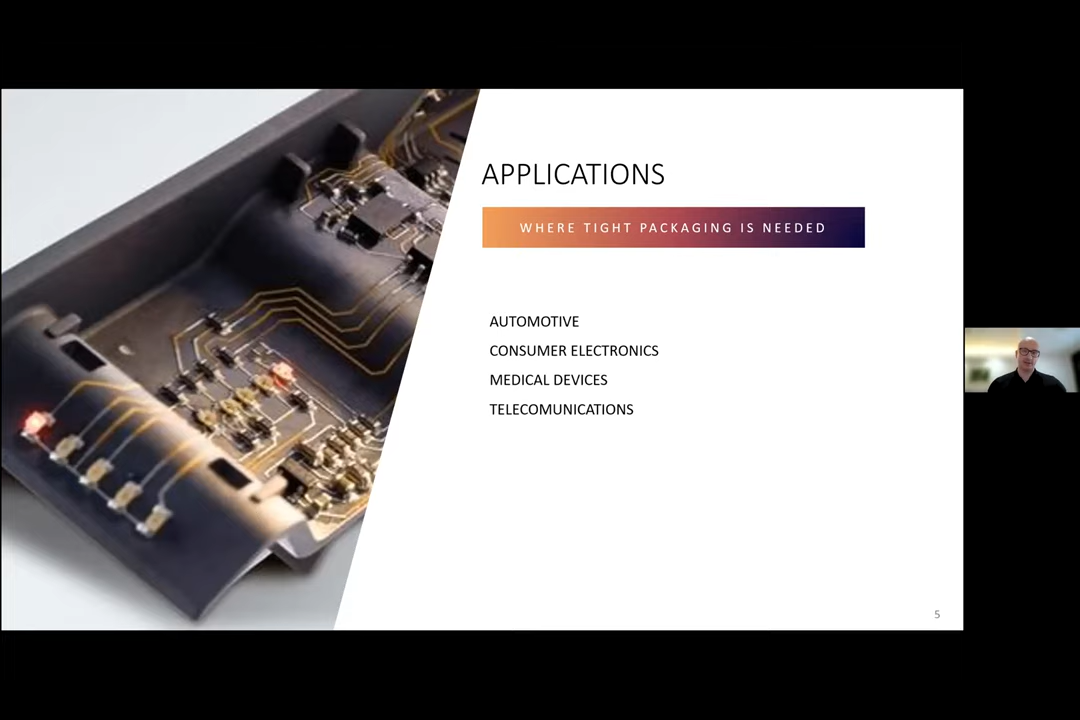 APPLICATIONS
WHERE TIGHT PACKAGING IS NEEDED
AUTOMOTIVE
CONSUMER ELECTRONICS
MEDICAL DEVICES
TELECOMUNICATIONS
5